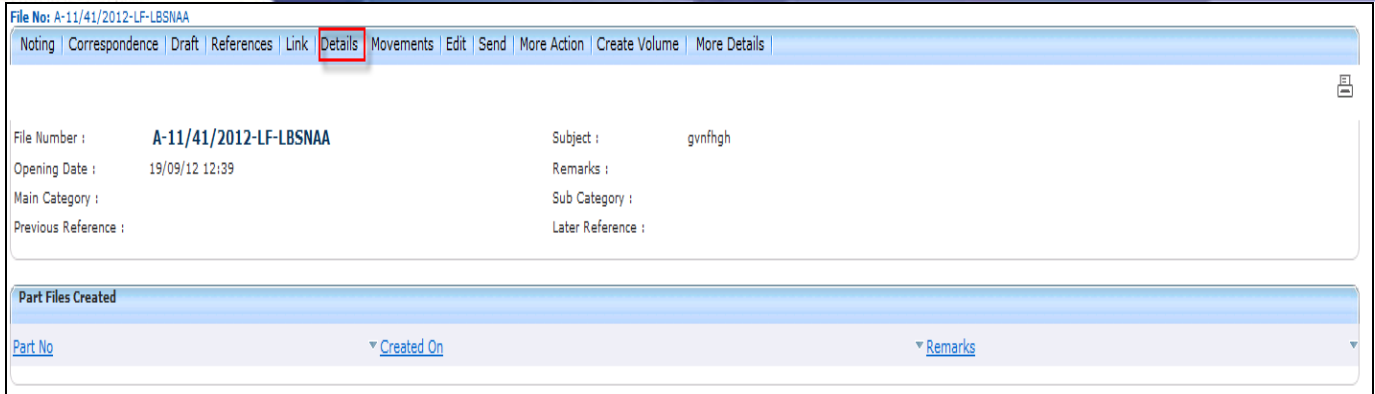 File No: A-11/41/2012-LF-LBSNAA
Noting | Correspondence | Draft | References | Link | Details | Movements | Edit | Send | More Action | Create Volume | More Details |
File Number : A-11/41/2012-LF-LBSNAA Subject : gvnfhgh
Opening Date : 19/09/12 12:39 Remarks :
Main Category : Sub Category :
Previous Reference : Later Reference :
Part Files Created
Part No Created On Remarks